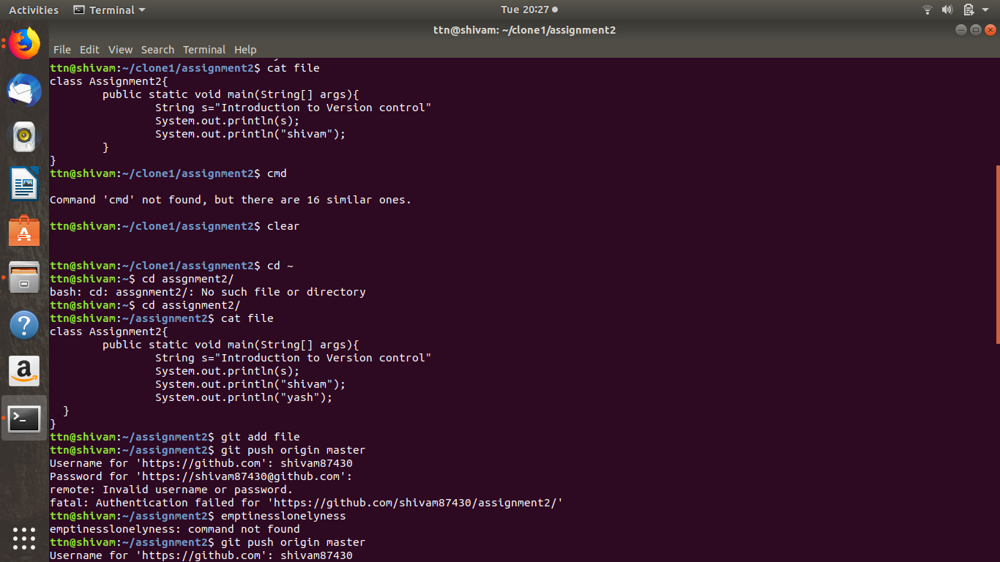 Activities Terminal Tue 20:27
ttn@shivam: ~/clone1/assignment2
File Edit View Search Terminal Help
ttn@shivam:~/clone1/assignment2$ cat file
class Assignment2{
        public static void main(String[] args){
                String s="Introduction to Version control"
                System.out.println(s);
                System.out.println("shivam");
        }
}
ttn@shivam:~/clone1/assignment2$ cmd
Command 'cmd' not found, but there are 16 similar ones.
ttn@shivam:~/clone1/assignment2$ clear
ttn@shivam:~/clone1/assignment2$ cd ~
ttn@shivam:~$ cd assgnment2/
bash: cd: assgnment2/: No such file or directory
ttn@shivam:~$ cd assignment2/
ttn@shivam:~/assignment2$ cat file
class Assignment2{
        public static void main(String[] args){
                String s="Introduction to Version control"
                System.out.println(s);
                System.out.println("shivam");
                System.out.println("yash");
  }
}
ttn@shivam:~/assignment2$ git add file
ttn@shivam:~/assignment2$ git push origin master
Username for 'https://github.com': shivam87430
Password for 'https://shivam87430@github.com':
remote: Invalid username or password.
fatal: Authentication failed for 'https://github.com/shivam87430/assignment2/'
ttn@shivam:~/assignment2$ emptinesslonelyness
emptinesslonelyness: command not found
ttn@shivam:~/assignment2$ git push origin master
Username for 'https://github.com': shivam87430